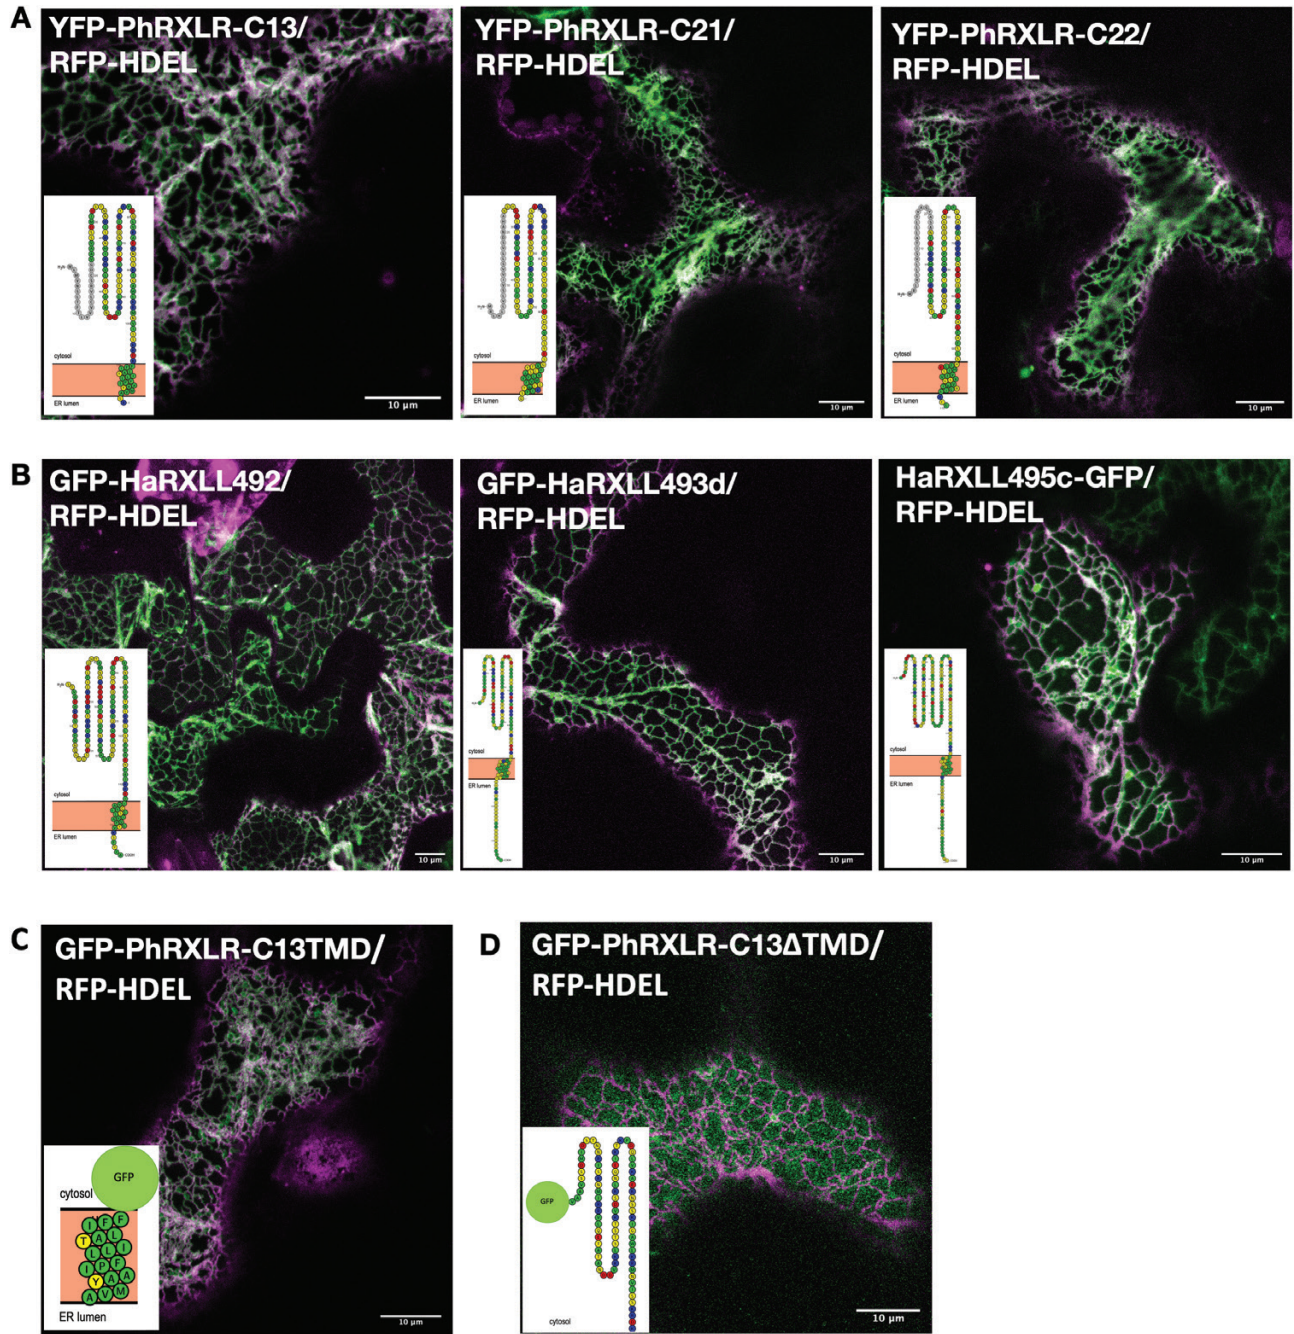 A
YFP-PhRXLR-C13/
RFP-HDEL
cytosol
ER lumen
10 µm
YFP-PhRXLR-C21/
RFP-HDEL
cytosol
ER lumen
10 µm
YFP-PhRXLR-C22/
RFP-HDEL
cytosol
ER lumen
10 µm
B
GFP-HaRXLL492/
RFP-HDEL
cytosol
ER lumen
10 µm
GFP-HaRXLL493d/
RFP-HDEL
cytosol
ER lumen
10 µm
HaRXLL495c-GFP/
RFP-HDEL
cytosol
ER lumen
10 µm
C
GFP-PhRXLR-C13TMD/
RFP-HDEL
GFP
cytosol
I F F
T A L
L L I
I P F
Y A A
A V M
ER lumen
10 µm
D
GFP-PhRXLR-C13ΔTMD/
RFP-HDEL
GFP
cytosol
10 µm